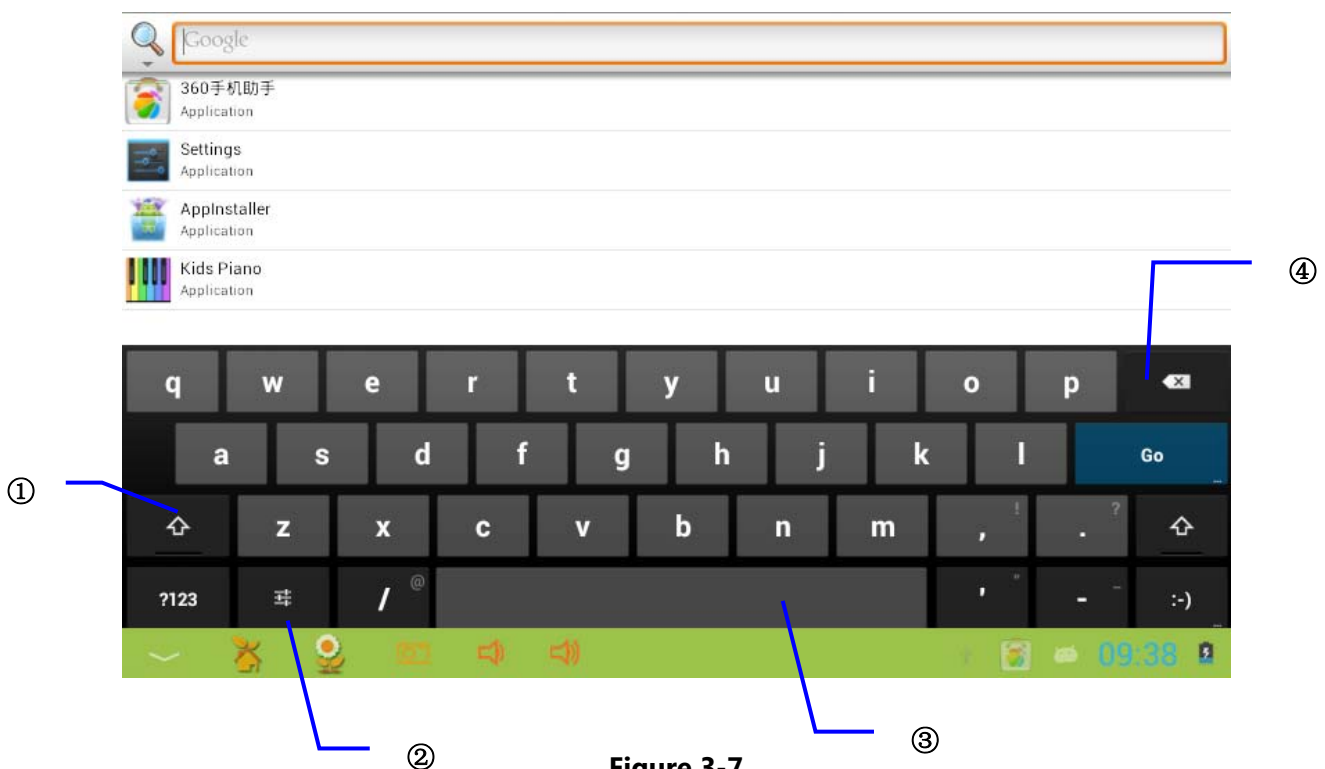 Google
360手机助手
Application
Settings
Application
AppInstaller
Application
Kids Piano
Application
④
q w e r t y u i o p
a s d f g h j k l Go
①
z x c v b n m , ! . ?
?123 / @ ' " - _ :-)
09:38
② ③
Figure 3-7